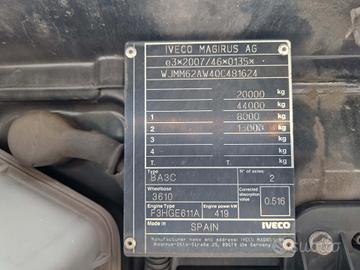 IVECO MAGIRUS AG
e3*2007/46*0135*
WJMM62AW40C481624
20000 kg
44000 kg
1 8000 kg
2 13000 kg
3 kg
4 kg
T. T. kg
Type BA3C N° of axles 2
Wheelbase 3610 Corrected absorption value 0.516
Engine Type F3HGE611A Engine power kW 419
Made in SPAIN IVECO
Manufacturer name and address: IVECO MAGIRUS AG
subito